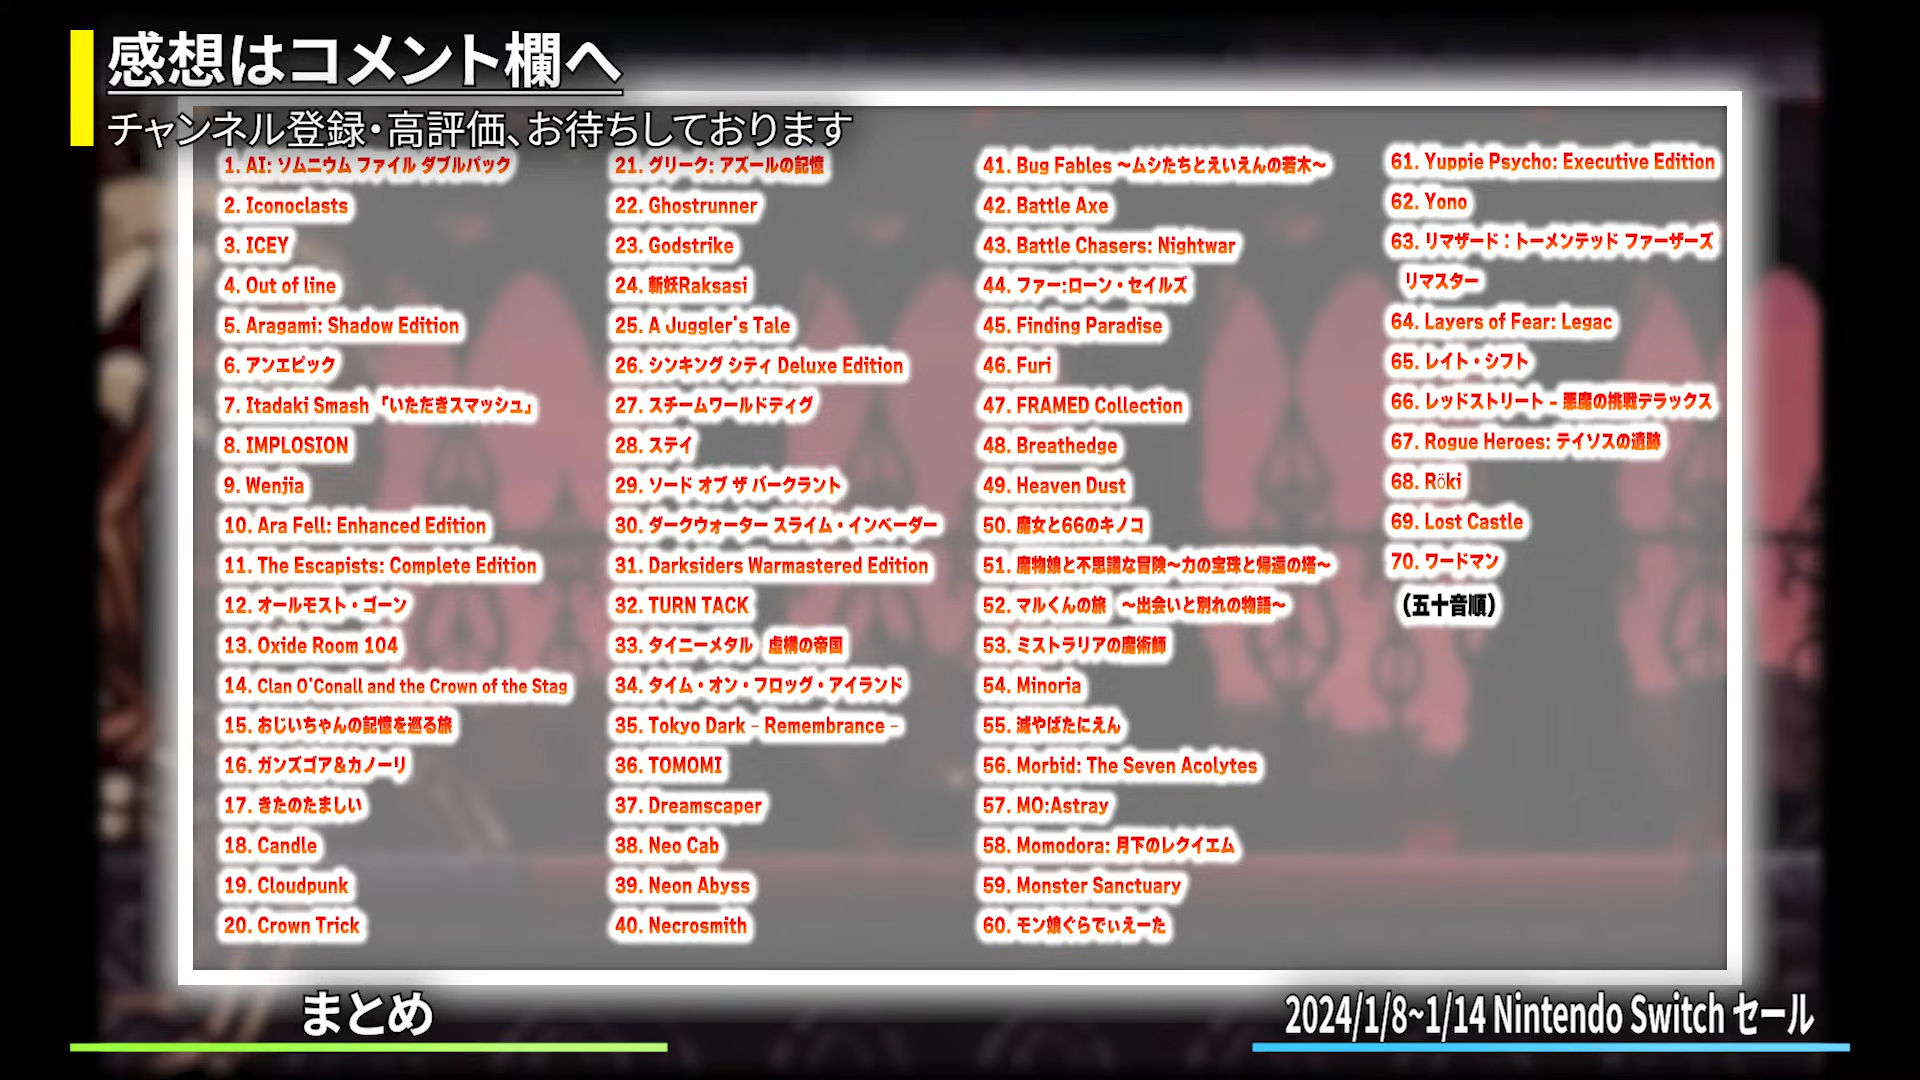 感想はコメント欄へ
チャンネル登録・高評価、お待ちしております
1. AI: ソムニウム ファイル ダブルパック
2. Iconoclasts
3. ICEY
4. Out of line
5. Aragami: Shadow Edition
6. アンエピック
7. Itadaki Smash「いただきスマッシュ」
8. IMPLOSION
9. Wenjia
10. Ara Fell: Enhanced Edition
11. The Escapists: Complete Edition
12. オールモスト・ゴーン
13. Oxide Room 104
14. Clan O'Conall and the Crown of the Stag
15. おじいちゃんの記憶を巡る旅
16. ガンズゴア&カノーリ
17. きたのたましい
18. Candle
19. Cloudpunk
20. Crown Trick
21. グリーク: アズールの記憶
22. Ghostrunner
23. Godstrike
24. 斬妖Raksasi
25. A Juggler's Tale
26. シンキング シティ Deluxe Edition
27. スチームワールドディグ
28. ステイ
29. ソード オブ ザ バークラント
30. ダークウォーター スライム・インベーダー
31. Darksiders Warmastered Edition
32. TURN TACK
33. タイニーメタル 虚構の帝国
34. タイム・オン・フロッグ・アイランド
35. Tokyo Dark – Remembrance –
36. TOMOMI
37. Dreamscaper
38. Neo Cab
39. Neon Abyss
40. Necrosmith
41. Bug Fables ～ムシたちとえいえんの若木～
42. Battle Axe
43. Battle Chasers: Nightwar
44. ファー:ローン・セイルズ
45. Finding Paradise
46. Furi
47. FRAMED Collection
48. Breathedge
49. Heaven Dust
50. 魔女と66のキノコ
51. 魔物娘と不思議な冒険～力の宝珠と帰還の塔～
52. マルくんの旅 ～出会いと別れの物語～
53. ミストラリアの魔術師
54. Minoria
55. 滅やばたにえん
56. Morbid: The Seven Acolytes
57. MO:Astray
58. Momodora: 月下のレクイエム
59. Monster Sanctuary
60. モン娘ぐらでぃえーた
61. Yuppie Psycho: Executive Edition
62. Yono
63. リマザード：トーメンテッド ファーザーズ
リマスター
64. Layers of Fear: Legac
65. レイト・シフト
66. レッドストリート – 悪魔の挑戦デラックス
67. Rogue Heroes: テイソスの遺跡
68. Röki
69. Lost Castle
70. ワードマン
（五十音順）
まとめ
2024/1/8~1/14 Nintendo Switch セール